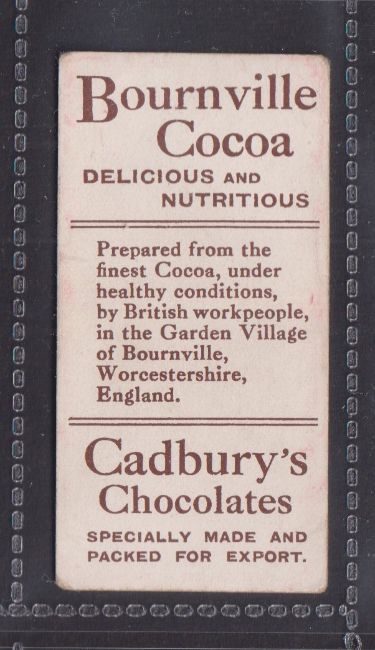 Bournville
Cocoa
DELICIOUS AND
NUTRITIOUS
Prepared from the
finest Cocoa, under
healthy conditions,
by British workpeople,
in the Garden Village
of Bournville,
Worcestershire,
England.
Cadbury's
Chocolates
SPECIALLY MADE AND
PACKED FOR EXPORT.